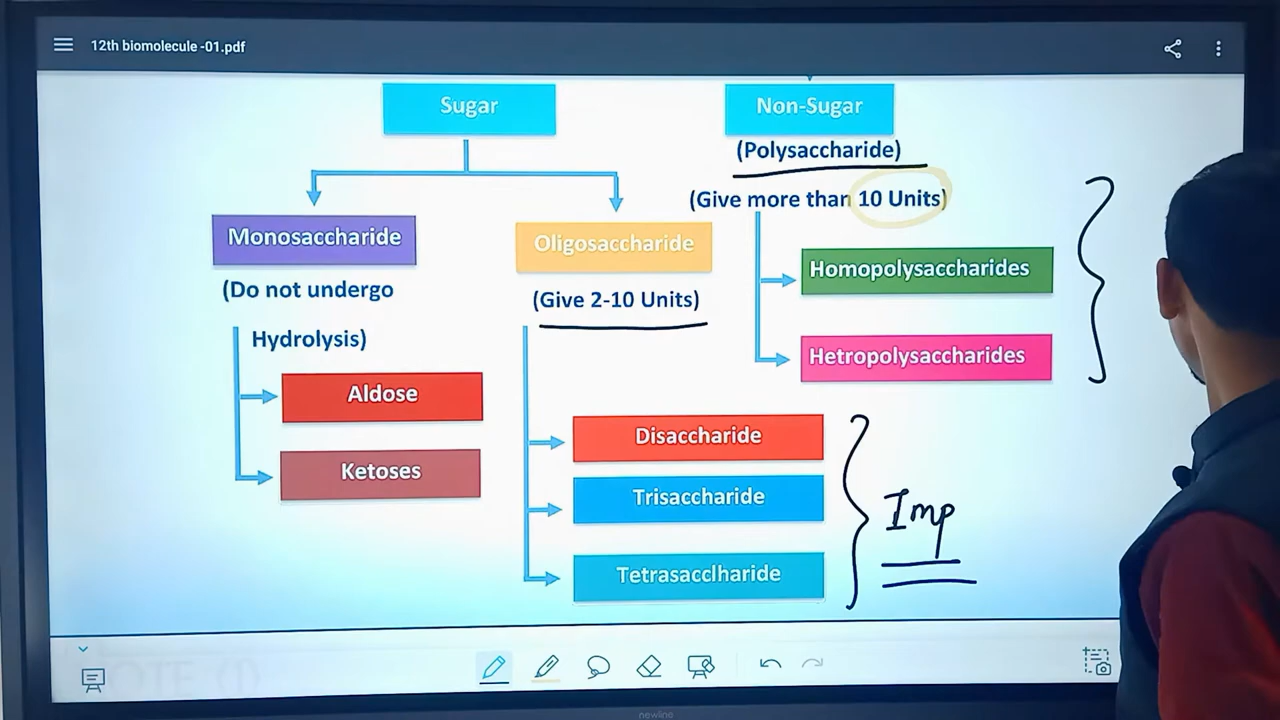 12th biomolecule -01.pdf
Sugar
Non-Sugar
(Polysaccharide)
(Give more than 10 Units)
Monosaccharide
Oligosaccharide
(Do not undergo
Hydrolysis)
(Give 2-10 Units)
Homopolysaccharides
Hetropolysaccharides
Aldose
Ketoses
Disaccharide
Trisaccharide
Tetrasacclharide
Imp
newline